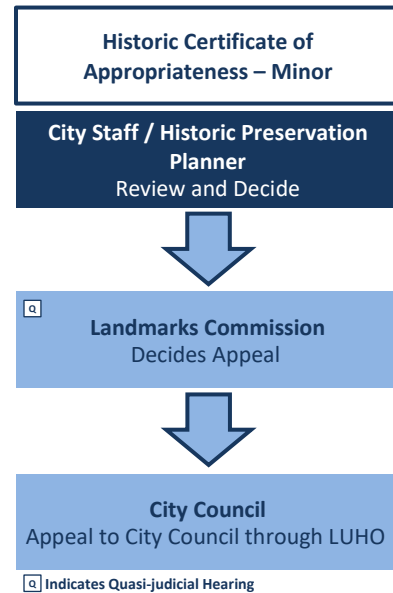 Historic Certificate of
Appropriateness – Minor
City Staff / Historic Preservation
Planner
Review and Decide
Q
Landmarks Commission
Decides Appeal
City Council
Appeal to City Council through LUHO
Q Indicates Quasi-judicial Hearing